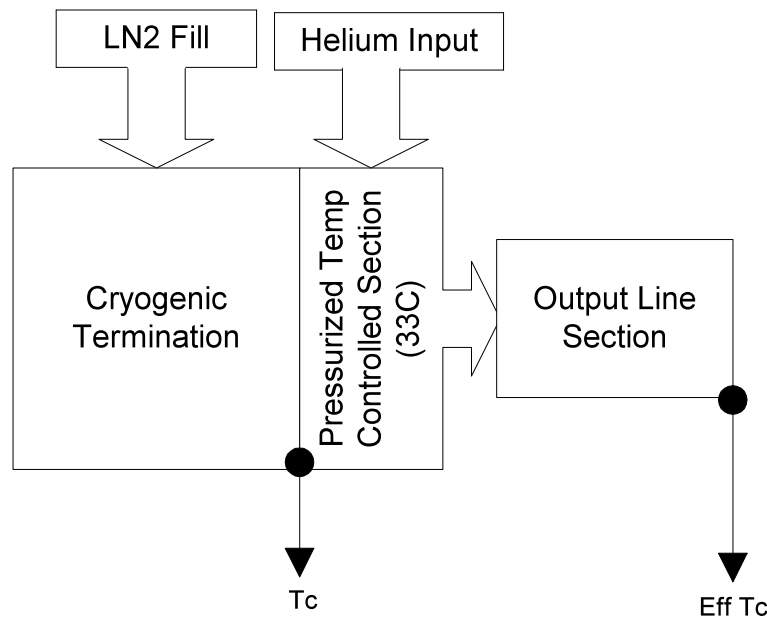 LN2 Fill
Helium Input
Cryogenic
Termination
Pressurized Temp
Controlled Section
(33C)
Output Line
Section
Tc
Eff Tc